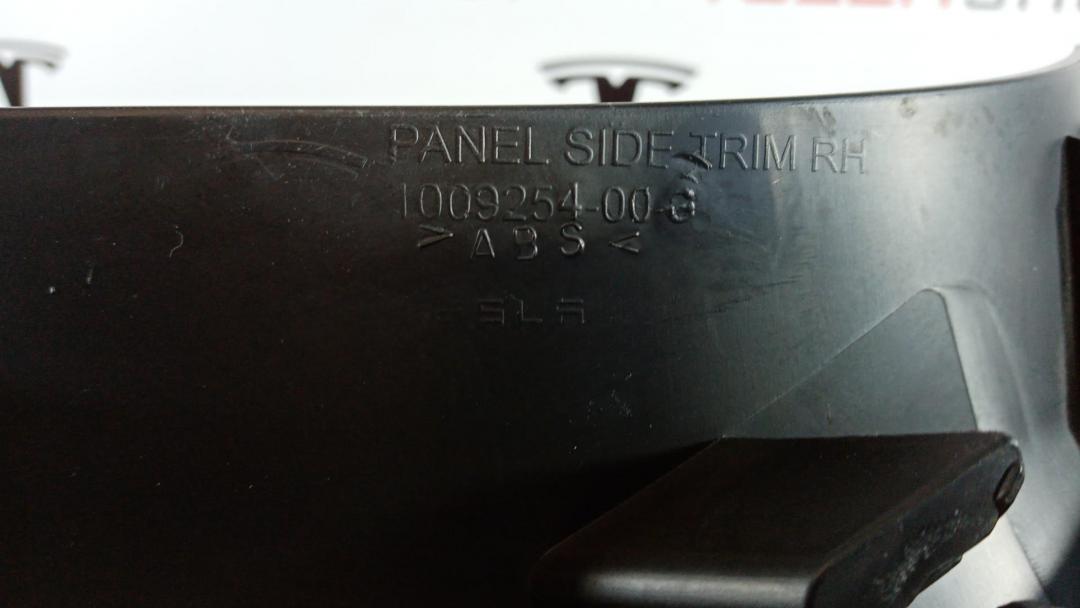 PANEL SIDE TRIM RH
1009254-00-G
>ABS<